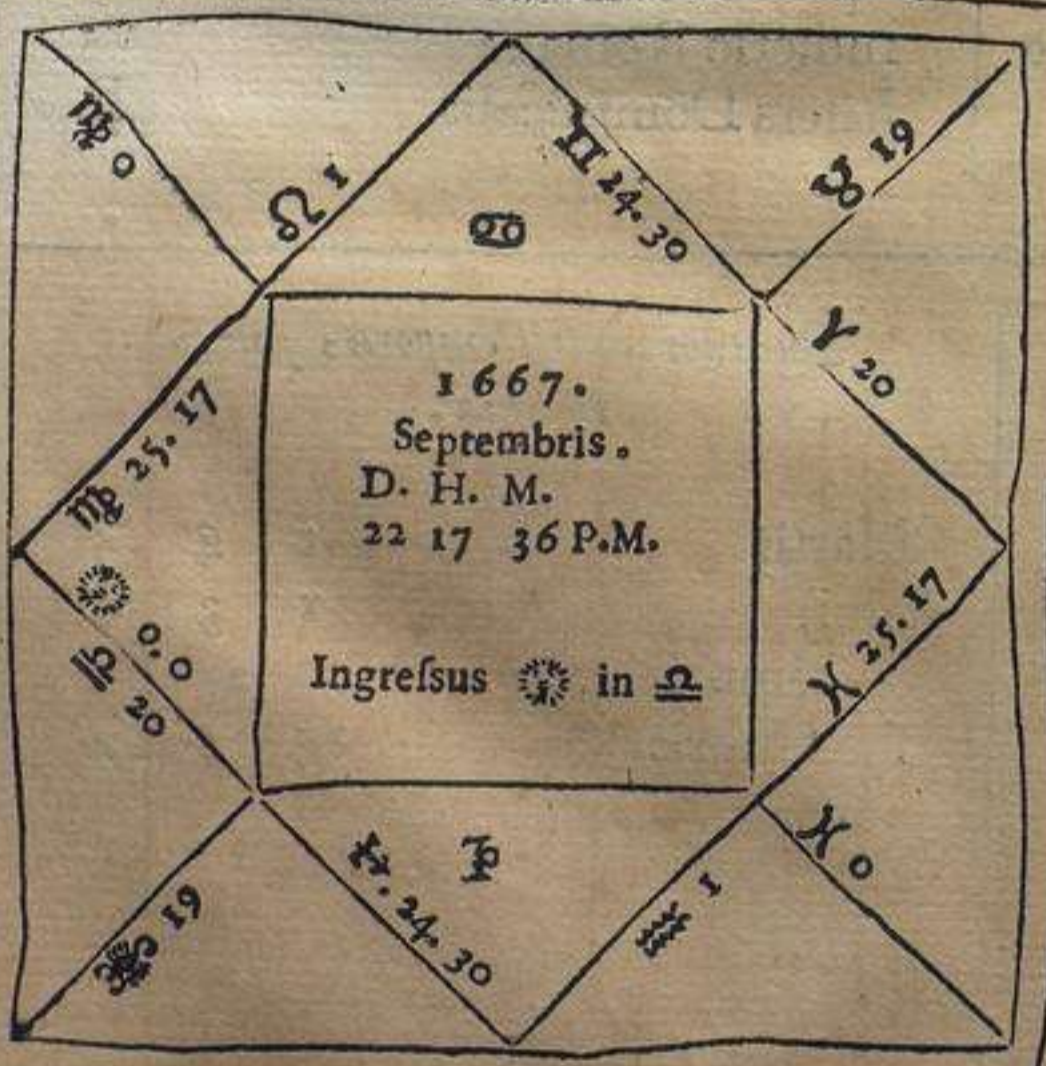 ♍ 0
♌ 1
♋
♊ 24. 30
♉ 19
♈ 20
♍ 25. 17
1667.
Septembris.
D. H. M.
22 17 36 P.M.
Ingreſsus ☉ in ♎
☉ 0.0
♎ 20
♓ 25. 17
♏ 19
♐. 24. 30
♑
♒ 1
♓ 0